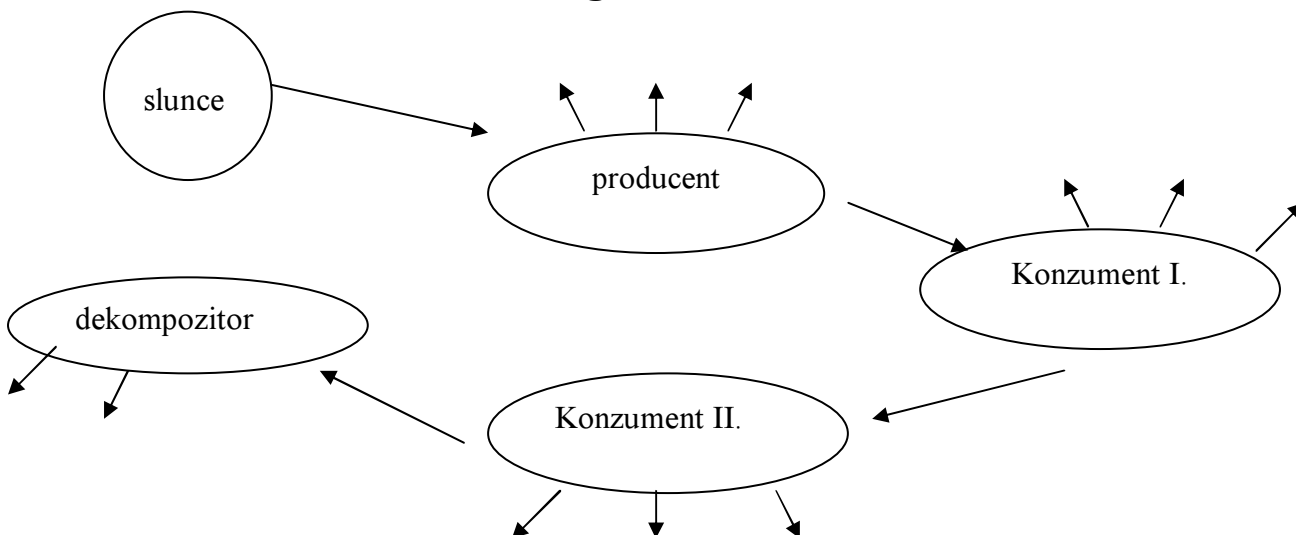 slunce
producent
Konzument I.
dekompozitor
Konzument II.